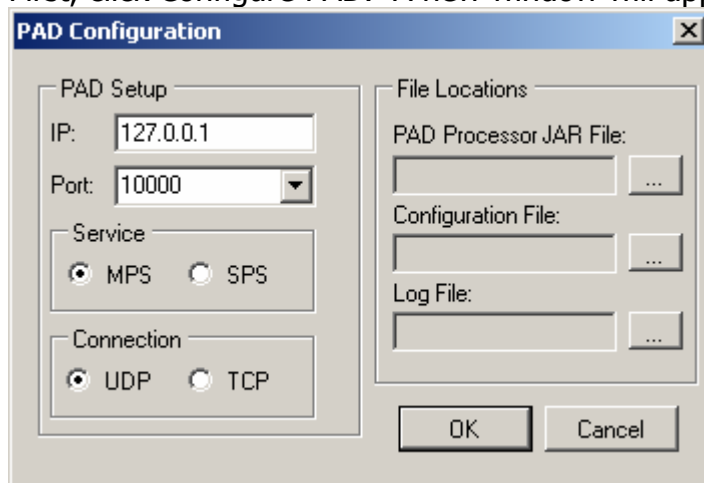 PAD Configuration
PAD Setup
IP: 127.0.0.1
Port: 10000
Service
MPS SPS
Connection
UDP TCP
File Locations
PAD Processor JAR File:
...
Configuration File:
...
Log File:
...
OK Cancel